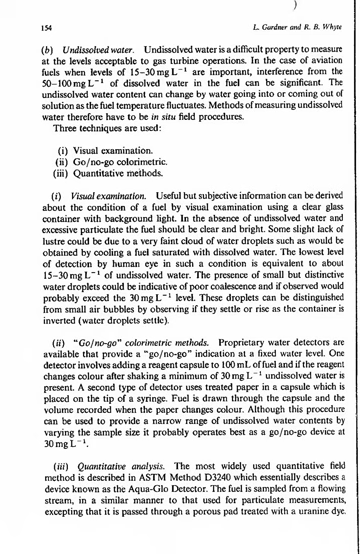 154
L. Gardner and R. B. Whyte
(b) Undissolved water. Undissolved water is a difficult property to measure
at the levels acceptable to gas turbine operations. In the case of aviation
fuels when levels of 15–30 mg L⁻¹ are important, interference from the
50–100 mg L⁻¹ of dissolved water in the fuel can be significant. The
undissolved water content can change by water going into or coming out of
solution as the fuel temperature fluctuates. Methods of measuring undissolved
water therefore have to be in situ field procedures.
Three techniques are used:
(i) Visual examination.
(ii) Go/no-go colorimetric.
(iii) Quantitative methods.
(i) Visual examination. Useful but subjective information can be derived
about the condition of a fuel by visual examination using a clear glass
container with background light. In the absence of undissolved water and
excessive particulate the fuel should be clear and bright. Some slight lack of
lustre could be due to a very faint cloud of water droplets such as would be
obtained by cooling a fuel saturated with dissolved water. The lowest level
of detection by human eye in such a condition is equivalent to about
15–30 mg L⁻¹ of undissolved water. The presence of small but distinctive
water droplets could be indicative of poor coalescence and if observed would
probably exceed the 30 mg L⁻¹ level. These droplets can be distinguished
from small air bubbles by observing if they settle or rise as the container is
inverted (water droplets settle).
(ii) "Go/no-go" colorimetric methods. Proprietary water detectors are
available that provide a "go/no-go" indication at a fixed water level. One
detector involves adding a reagent capsule to 100 mL of fuel and if the reagent
changes colour after shaking a minimum of 30 mg L⁻¹ undissolved water is
present. A second type of detector uses treated paper in a capsule which is
placed on the tip of a syringe. Fuel is drawn through the capsule and the
volume recorded when the paper changes colour. Although this procedure
can be used to provide a narrow range of undissolved water contents by
varying the sample size it probably operates best as a go/no-go device at
30 mg L⁻¹.
(iii) Quantitative analysis. The most widely used quantitative field
method is described in ASTM Method D3240 which essentially describes a
device known as the Aqua-Glo Detector. The fuel is sampled from a flowing
stream, in a similar manner to that used for particulate measurements,
excepting that it is passed through a porous pad treated with a uranine dye.